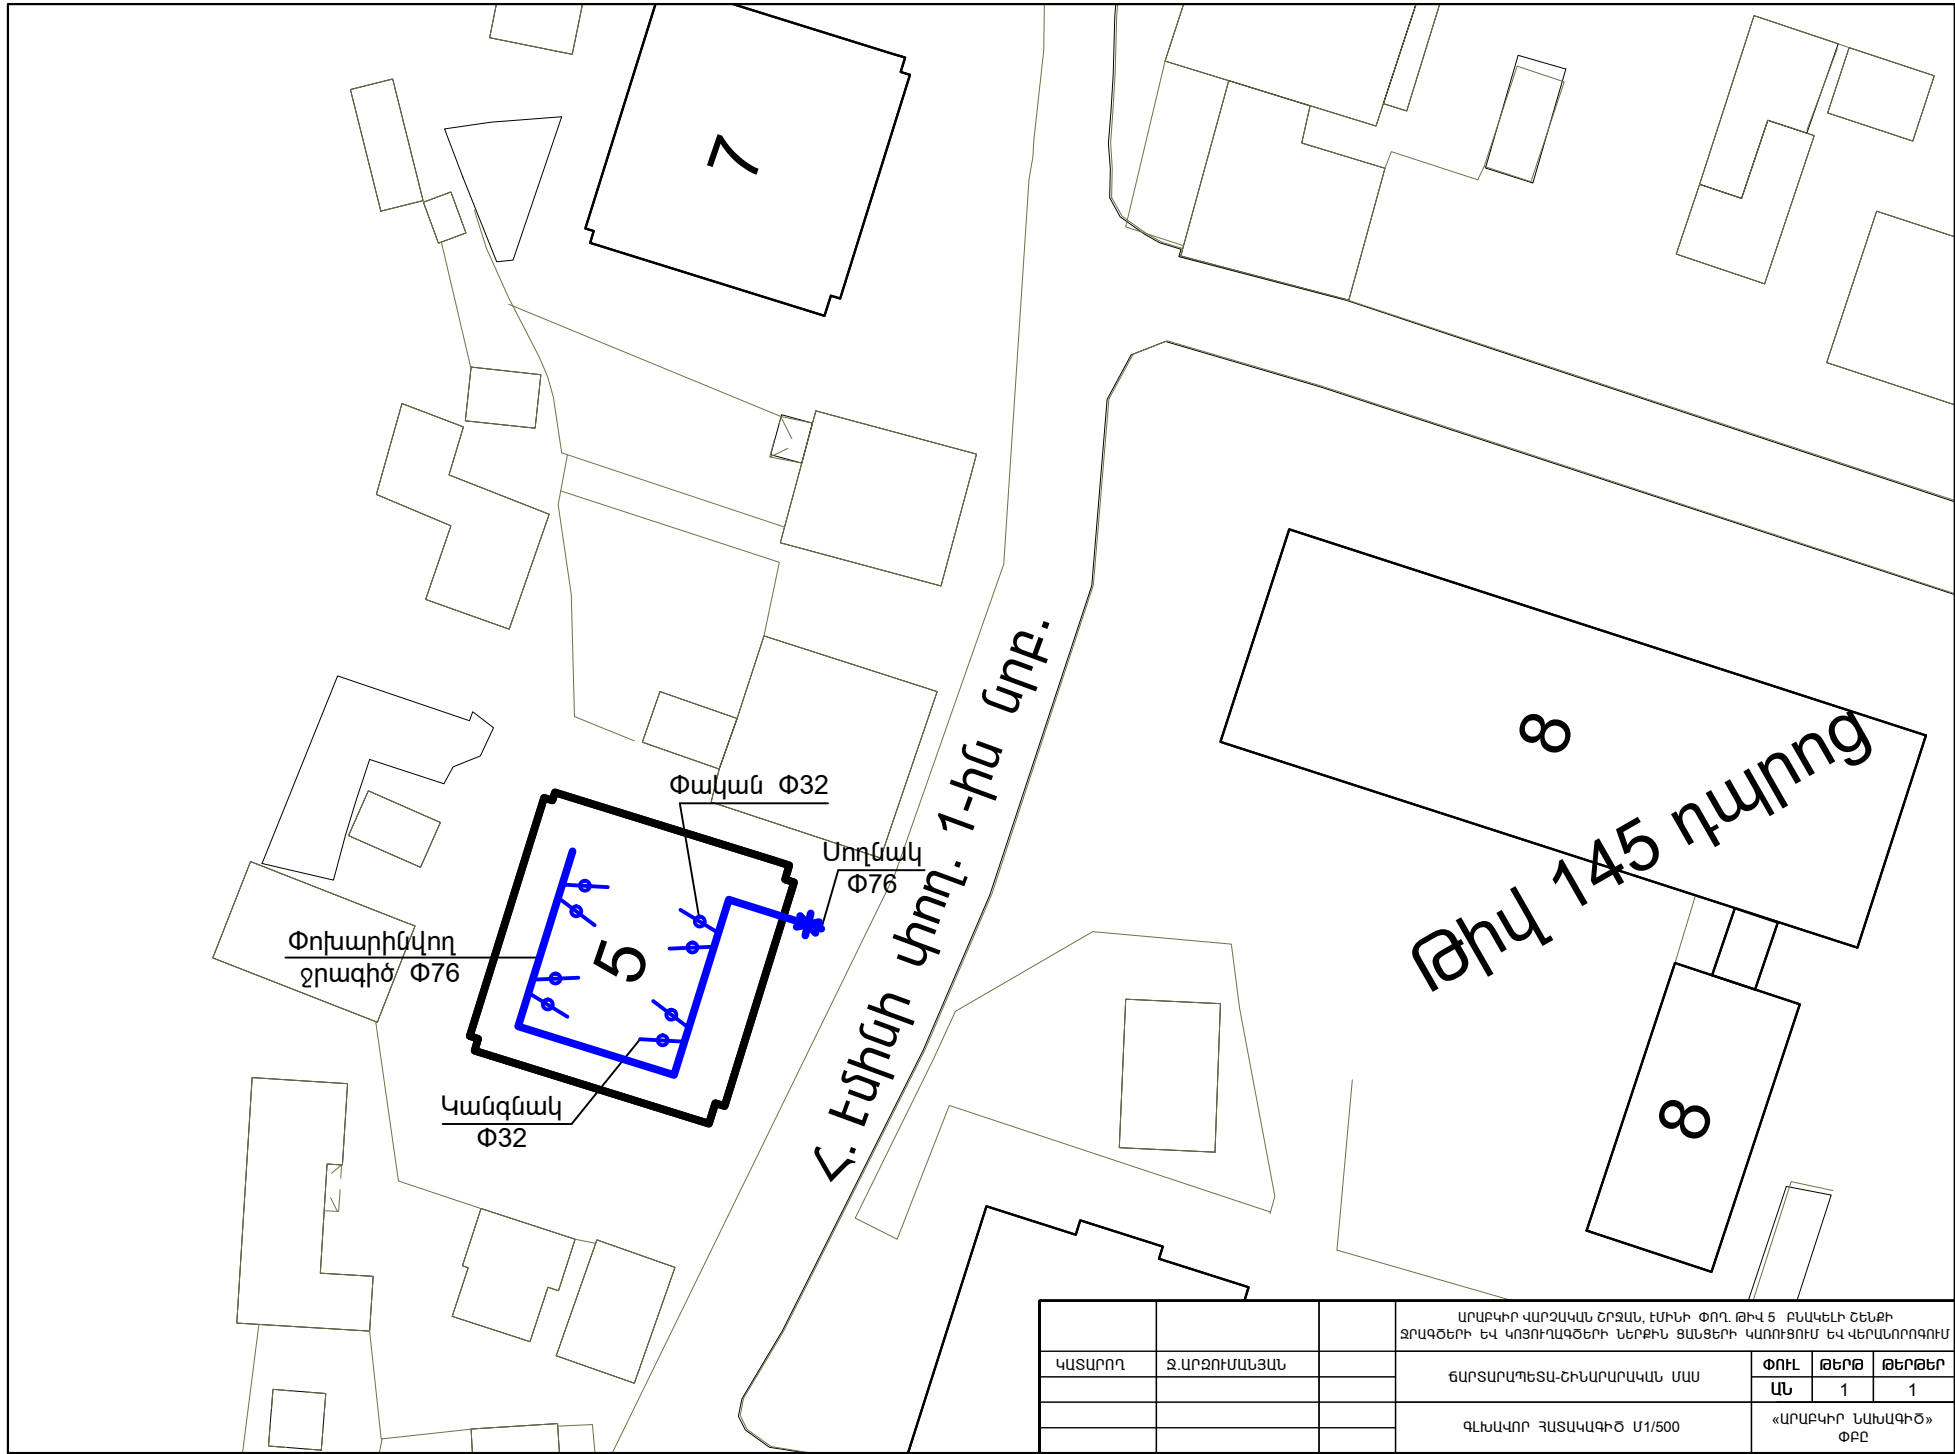 7
Հ. Էմինի փող. 1-ին նրբ.
8
Թիվ 145 դպրոց
8
Փական Փ32
Սողնակ
Փ76
5
Փոխարինվող
ջրագիծ Փ76
Կանգնակ
Փ32
ԱՐԱԲԿԻՐ ՎԱՐՉԱԿԱՆ ՇՐՋԱՆ, ԷՄԻՆԻ ՓՈՂ. ԹԻՎ 5 ԲՆԱԿԵԼԻ ՇԵՆՔԻ
ՋՐԱԳԾԵՐԻ ԵՎ ԿՈՅՈՒՂԱԳԾԵՐԻ ՆԵՐՔԻՆ ՑԱՆՑԵՐԻ ԿԱՌՈՒՑՈՒՄ ԵՎ ՎԵՐԱՆՈՐՈԳՈՒՄ
ԿԱՏԱՐՈՂ Ջ.ԱՐԶՈՒՄԱՆՅԱՆ
ՃԱՐՏԱՐԱՊԵՏԱ-ՇԻՆԱՐԱՐԱԿԱՆ ՄԱՍ
ՓՈՒԼ ԹԵՐԹ ԹԵՐԹԵՐ
ԱՆ 1 1
ԳԼԽԱՎՈՐ ՀԱՏԱԿԱԳԻԾ Մ1/500
«ԱՐԱԲԿԻՐ ՆԱԽԱԳԻԾ»
ՓԲԸ